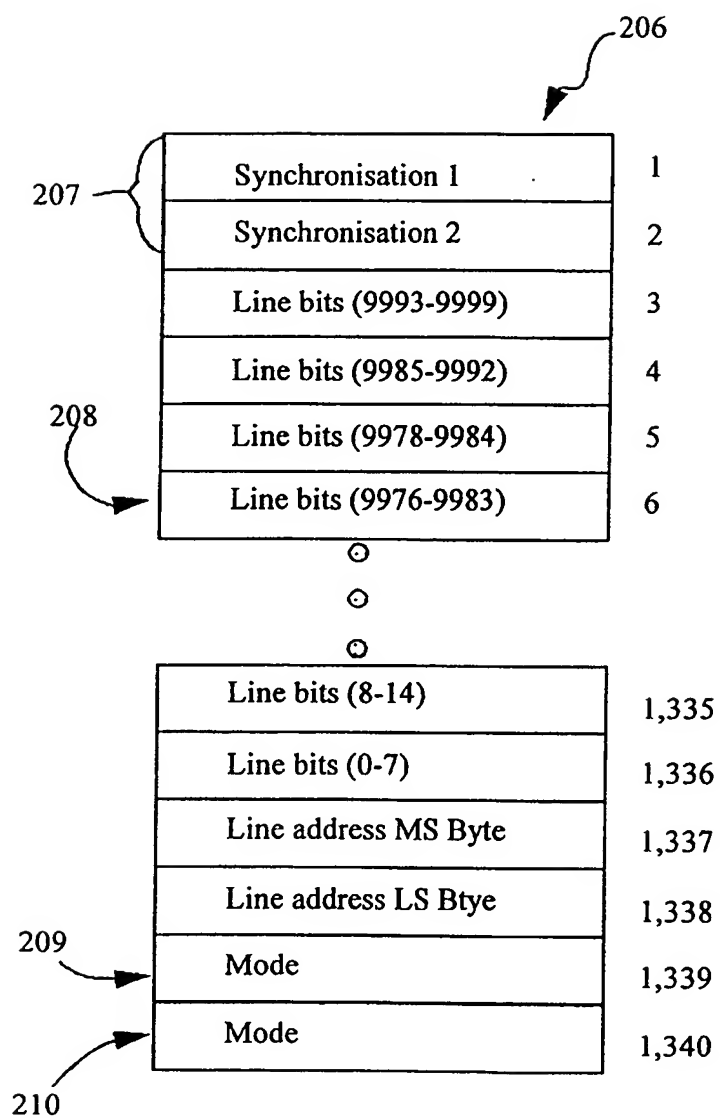 206
Synchronisation 1 1
207
Synchronisation 2 2
Line bits (9993-9999) 3
Line bits (9985-9992) 4
208
Line bits (9978-9984) 5
Line bits (9976-9983) 6
Line bits (8-14) 1,335
Line bits (0-7) 1,336
Line address MS Byte 1,337
Line address LS Btye 1,338
209
Mode 1,339
Mode 1,340
210